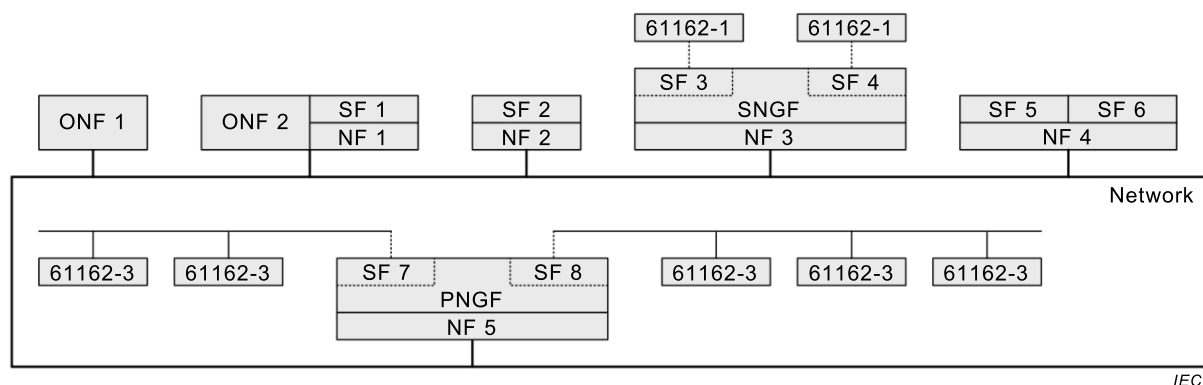 61162-1 61162-1
SF 3 SF 4
ONF 1 ONF 2 SF 1 SF 2 SNGF SF 5 SF 6
NF 1 NF 2 NF 3 NF 4
Network
61162-3 61162-3 SF 7 SF 8 61162-3 61162-3 61162-3
PNGF
NF 5
IEC